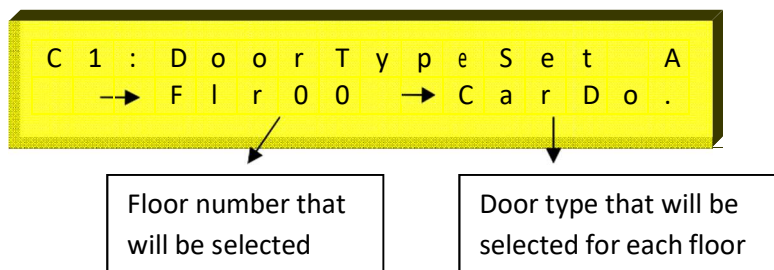 C1:DoorTypeSet A
→Flr00 →CarDo.
Floor number that
will be selected
Door type that will be
selected for each floor